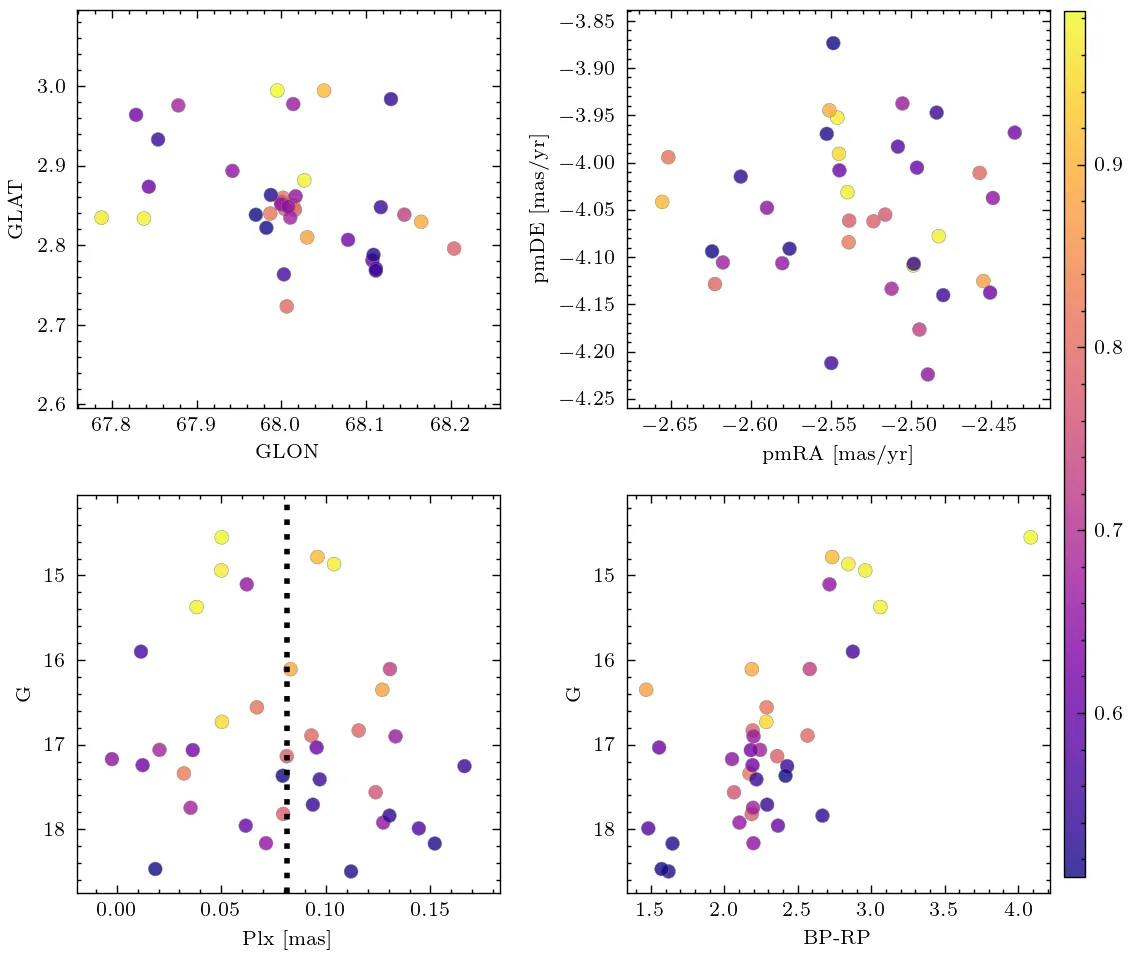 3.0
2.9
2.8
2.7
2.6
GLAT
67.8 67.9 68.0 68.1 68.2
GLON
−3.85
−3.90
−3.95
−4.00
−4.05
−4.10
−4.15
−4.20
−4.25
pmDE [mas/yr]
−2.65 −2.60 −2.55 −2.50 −2.45
pmRA [mas/yr]
0.9
0.8
0.7
0.6
15
16
17
18
G
0.00 0.05 0.10 0.15
Plx [mas]
15
16
17
18
G
1.5 2.0 2.5 3.0 3.5 4.0
BP-RP